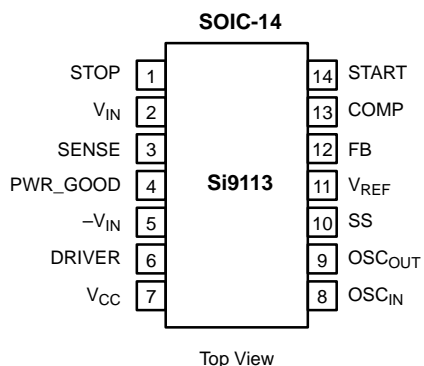 SOIC-14
STOP 1 14 START
V_IN 2 13 COMP
SENSE 3 12 FB
PWR_GOOD 4 Si9113 11 V_REF
–V_IN 5 10 SS
DRIVER 6 9 OSC_OUT
V_CC 7 8 OSC_IN
Top View